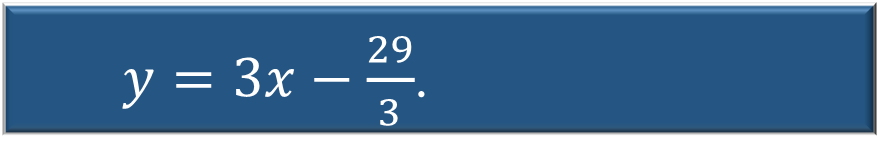 y = 3x − 29/3.